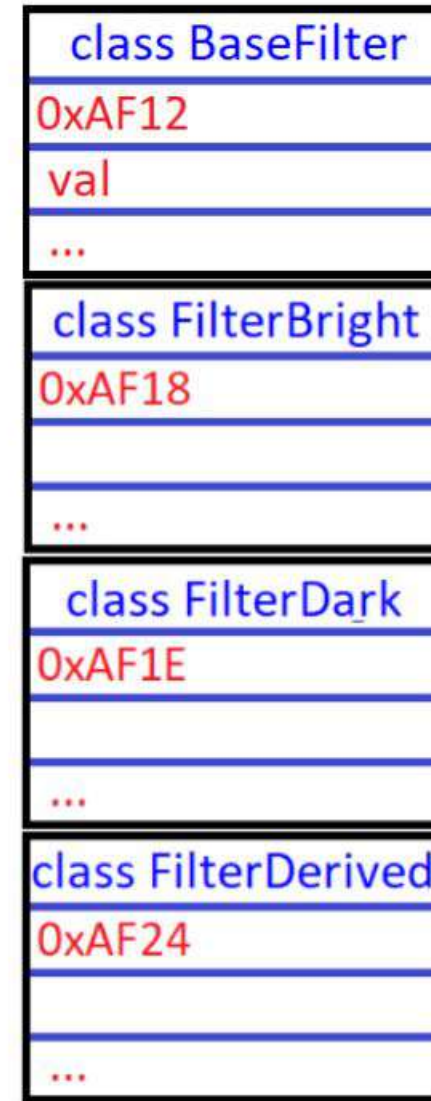 class BaseFilter
0xAF12
val
...
class FilterBright
0xAF18
...
class FilterDark
0xAF1E
...
class FilterDerived
0xAF24
...